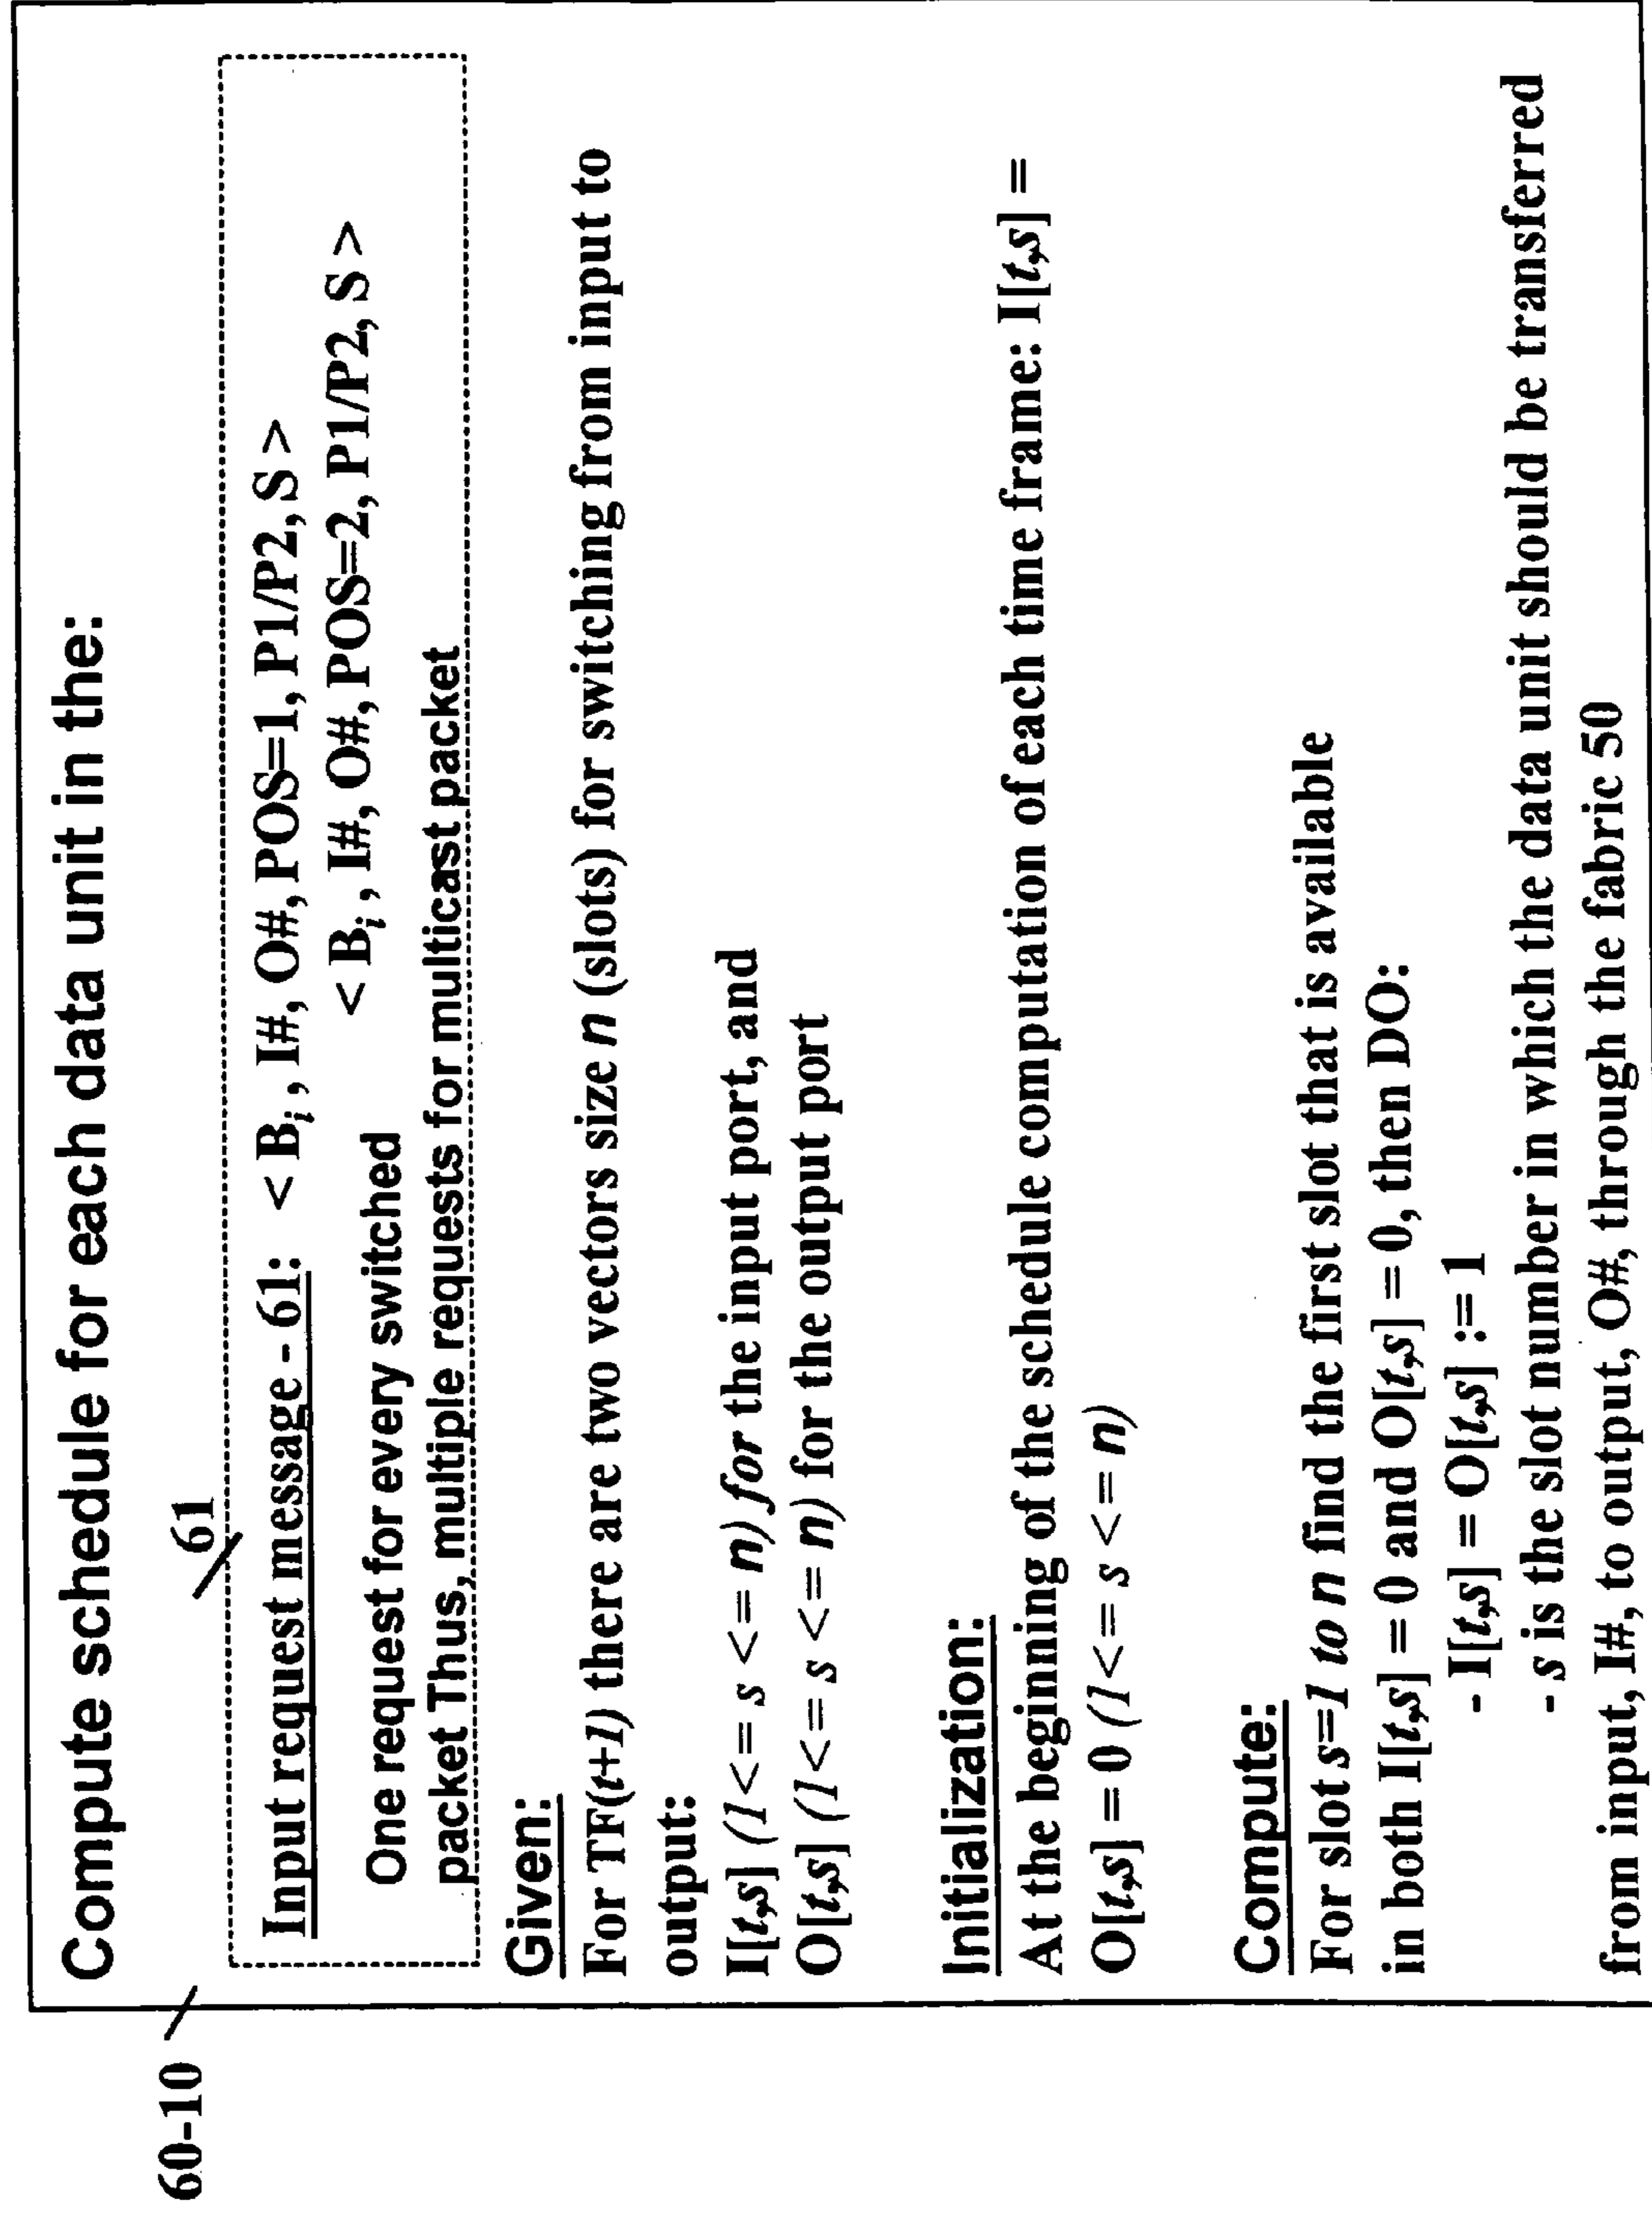 60-10
Compute schedule for each data unit in the:
61
Input request message - 61: < Bi , I#, O#, POS=1, P1/P2, S >
< Bi , I#, O#, POS=2, P1/P2, S >
One request for every switched
packet Thus, multiple requests for multicast packet
Given:
For TF(t+1) there are two vectors size n (slots) for switching from input to
output:
I[t,s] (1<= s <= n) for the input port, and
O[t,s] (1<= s <= n) for the output port
Initialization:
At the beginning of the schedule computation of each time frame: I[t,s] =
O[t,s] = 0 (1<= s <= n)
Compute:
For slot s=1 to n find the first slot that is available
in both I[t,s] = 0 and O[t,s] = 0, then DO:
- I[t,s] = O[t,s] := 1
- s is the slot number in which the data unit should be transferred
from input, I#, to output, O#, through the fabric 50